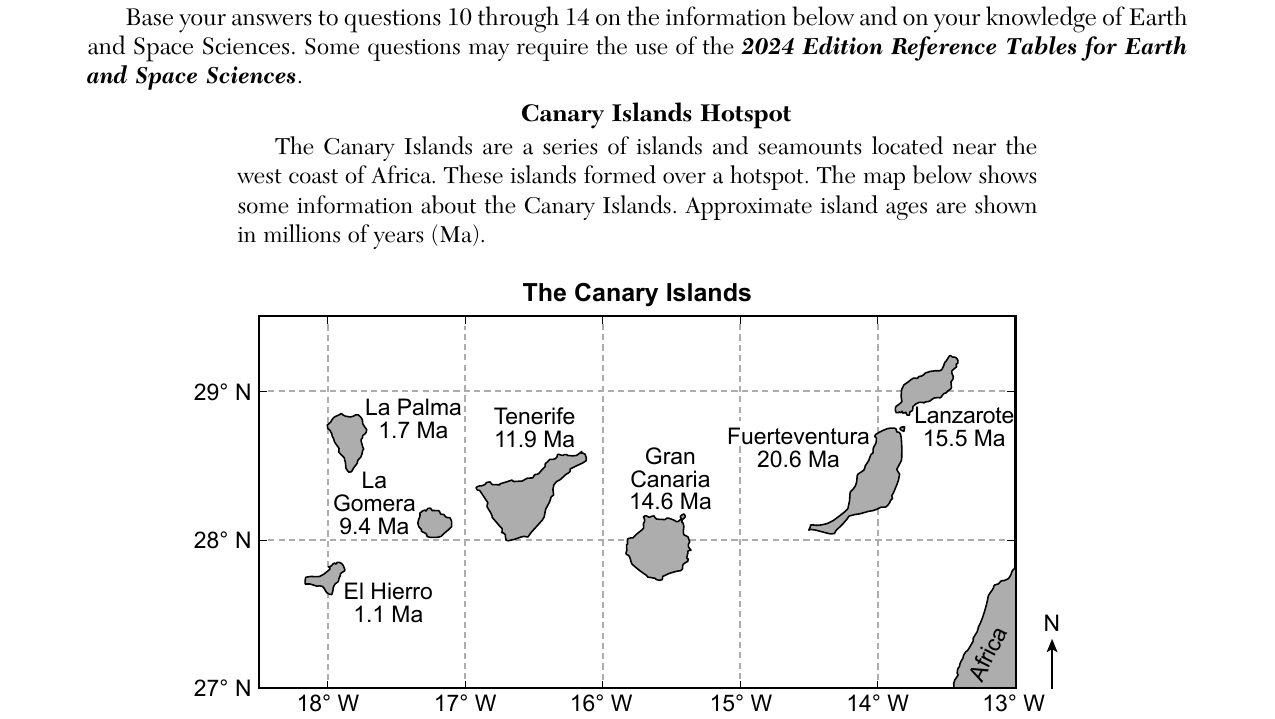 Base your answers to questions 10 through 14 on the information below and on your knowledge of Earth
and Space Sciences. Some questions may require the use of the 2024 Edition Reference Tables for Earth
and Space Sciences.
Canary Islands Hotspot
The Canary Islands are a series of islands and seamounts located near the
west coast of Africa. These islands formed over a hotspot. The map below shows
some information about the Canary Islands. Approximate island ages are shown
in millions of years (Ma).
The Canary Islands
29° N
La Palma
1.7 Ma
Tenerife
11.9 Ma
Lanzarote
15.5 Ma
Fuerteventura
20.6 Ma
Gran
Canaria
14.6 Ma
La
Gomera
9.4 Ma
28° N
El Hierro
1.1 Ma
Africa
N
27° N
18° W 17° W 16° W 15° W 14° W 13° W